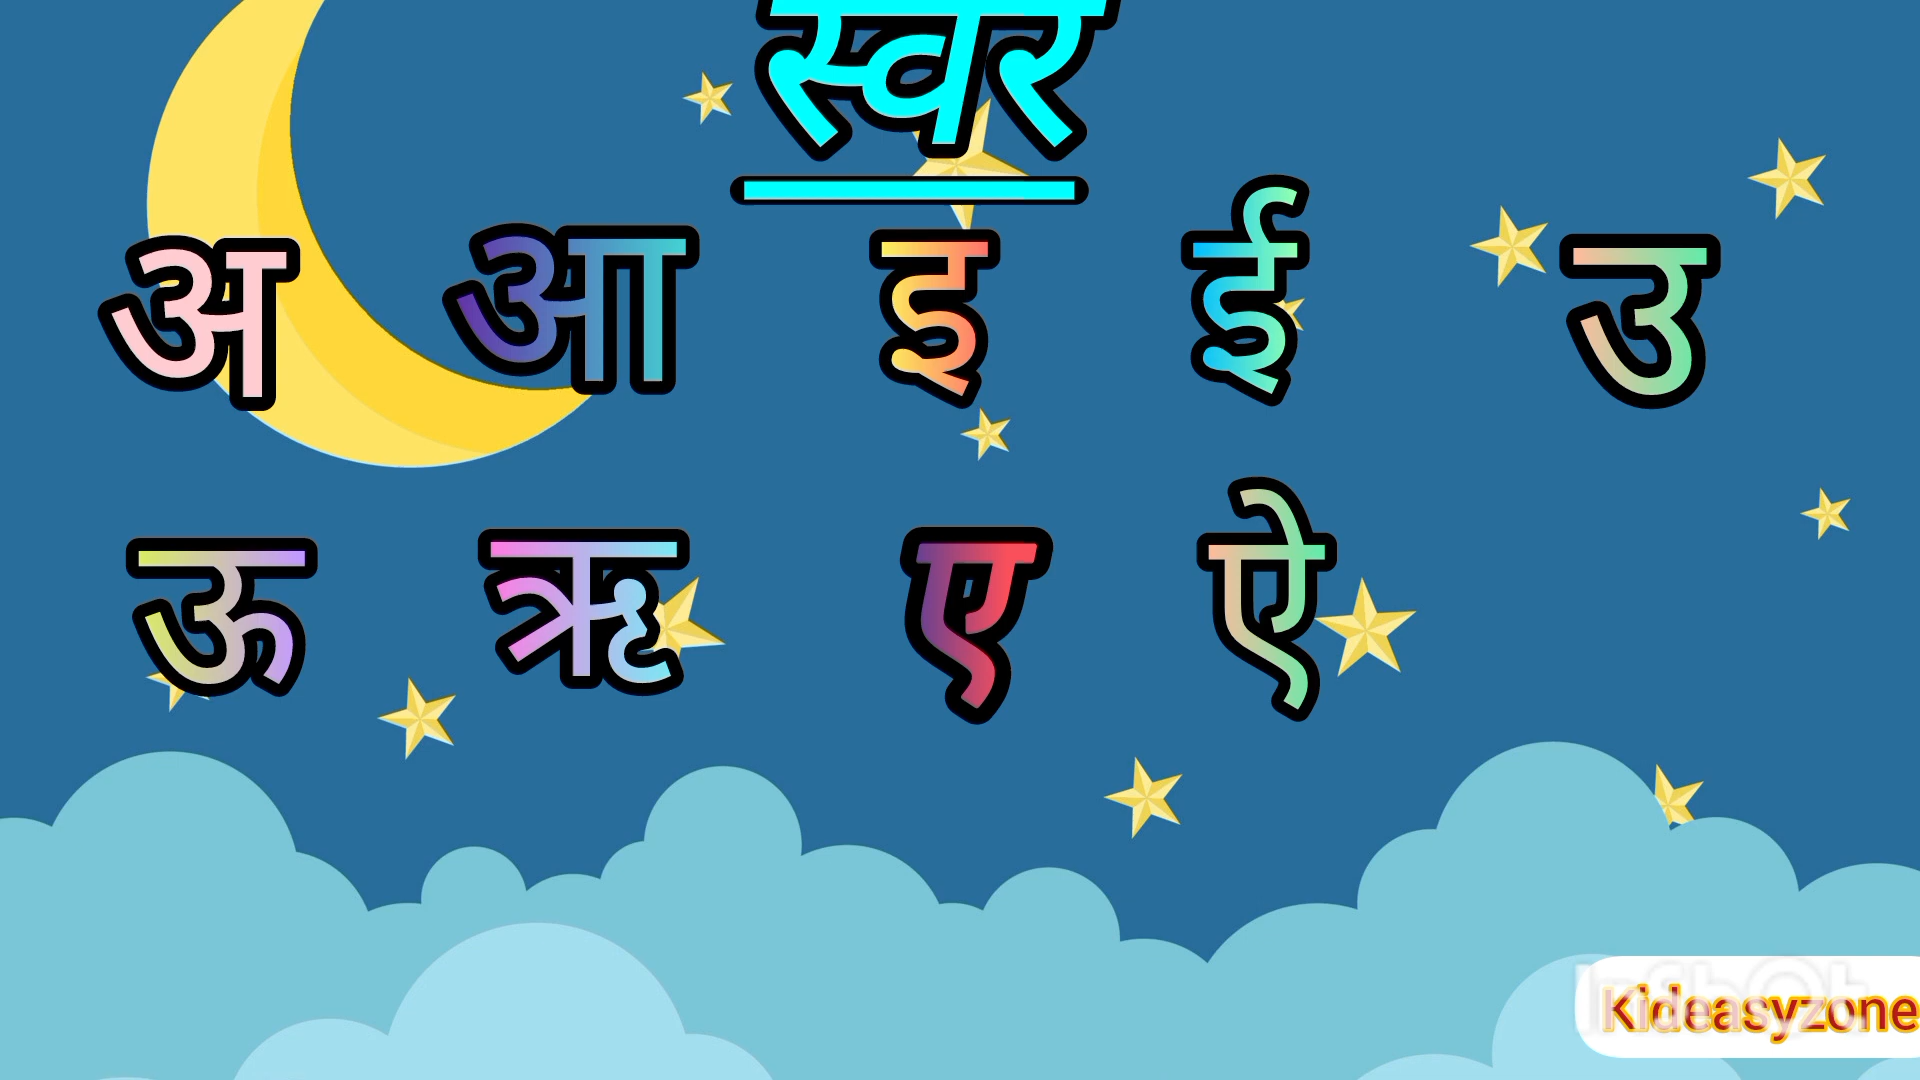 स्वर
अ आ इ ई उ
ऊ ऋ ए ऐ
Kideasyzone